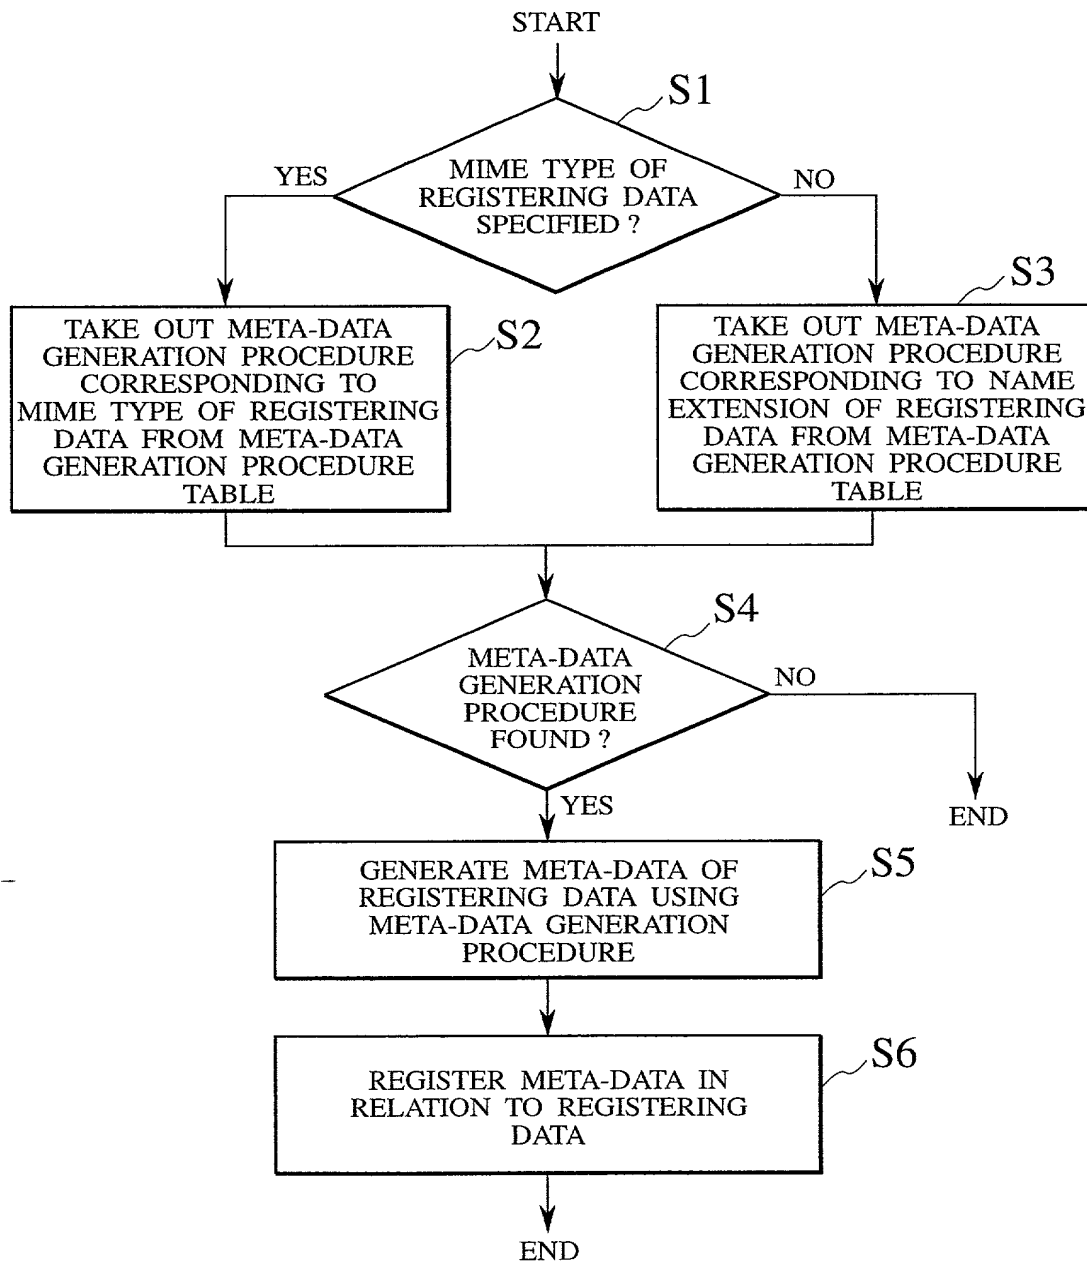 START
S1
MIME TYPE OF
REGISTERING DATA
SPECIFIED ?
YES
NO
S2
TAKE OUT META-DATA
GENERATION PROCEDURE
CORRESPONDING TO
MIME TYPE OF REGISTERING
DATA FROM META-DATA
GENERATION PROCEDURE
TABLE
S3
TAKE OUT META-DATA
GENERATION PROCEDURE
CORRESPONDING TO NAME
EXTENSION OF REGISTERING
DATA FROM META-DATA
GENERATION PROCEDURE
TABLE
S4
META-DATA
GENERATION
PROCEDURE
FOUND ?
NO
END
YES
S5
GENERATE META-DATA OF
REGISTERING DATA USING
META-DATA GENERATION
PROCEDURE
S6
REGISTER META-DATA IN
RELATION TO REGISTERING
DATA
END